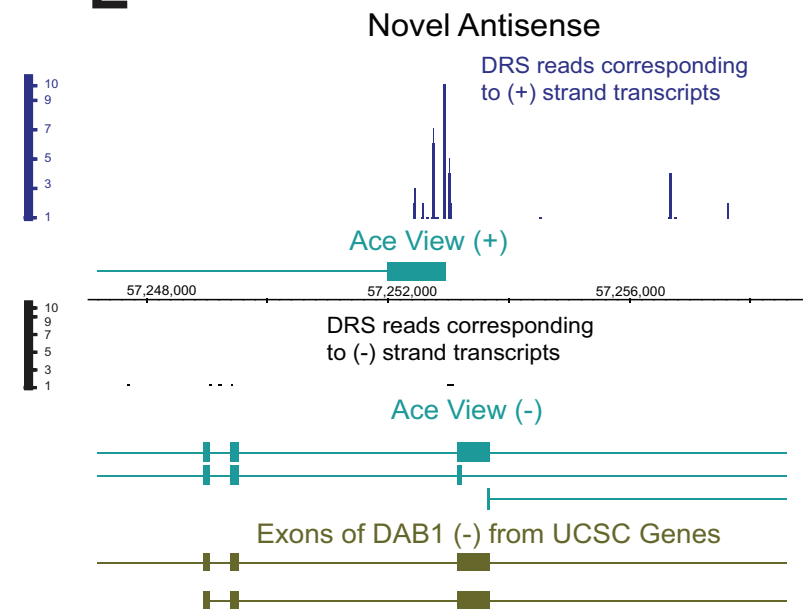 Novel Antisense
DRS reads corresponding
to (+) strand transcripts
10
9
7
5
3
1
Ace View (+)
57,248,000 57,252,000 57,256,000
10
9
7
5
3
1
DRS reads corresponding
to (-) strand transcripts
Ace View (-)
Exons of DAB1 (-) from UCSC Genes